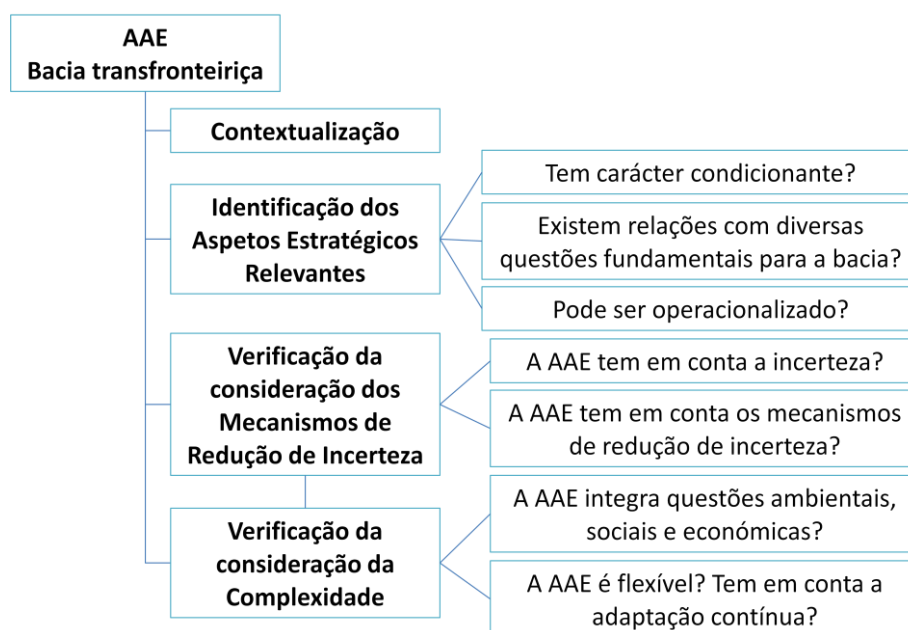 AAE
Bacia transfronteiriça
Contextualização
Identificação dos
Aspetos Estratégicos
Relevantes
Tem carácter condicionante?
Existem relações com diversas
questões fundamentais para a bacia?
Pode ser operacionalizado?
Verificação da
consideração dos
Mecanismos de
Redução de Incerteza
A AAE tem em conta a incerteza?
A AAE tem em conta os mecanismos
de redução de incerteza?
Verificação da
consideração da
Complexidade
A AAE integra questões ambientais,
sociais e económicas?
A AAE é flexível? Tem em conta a
adaptação contínua?